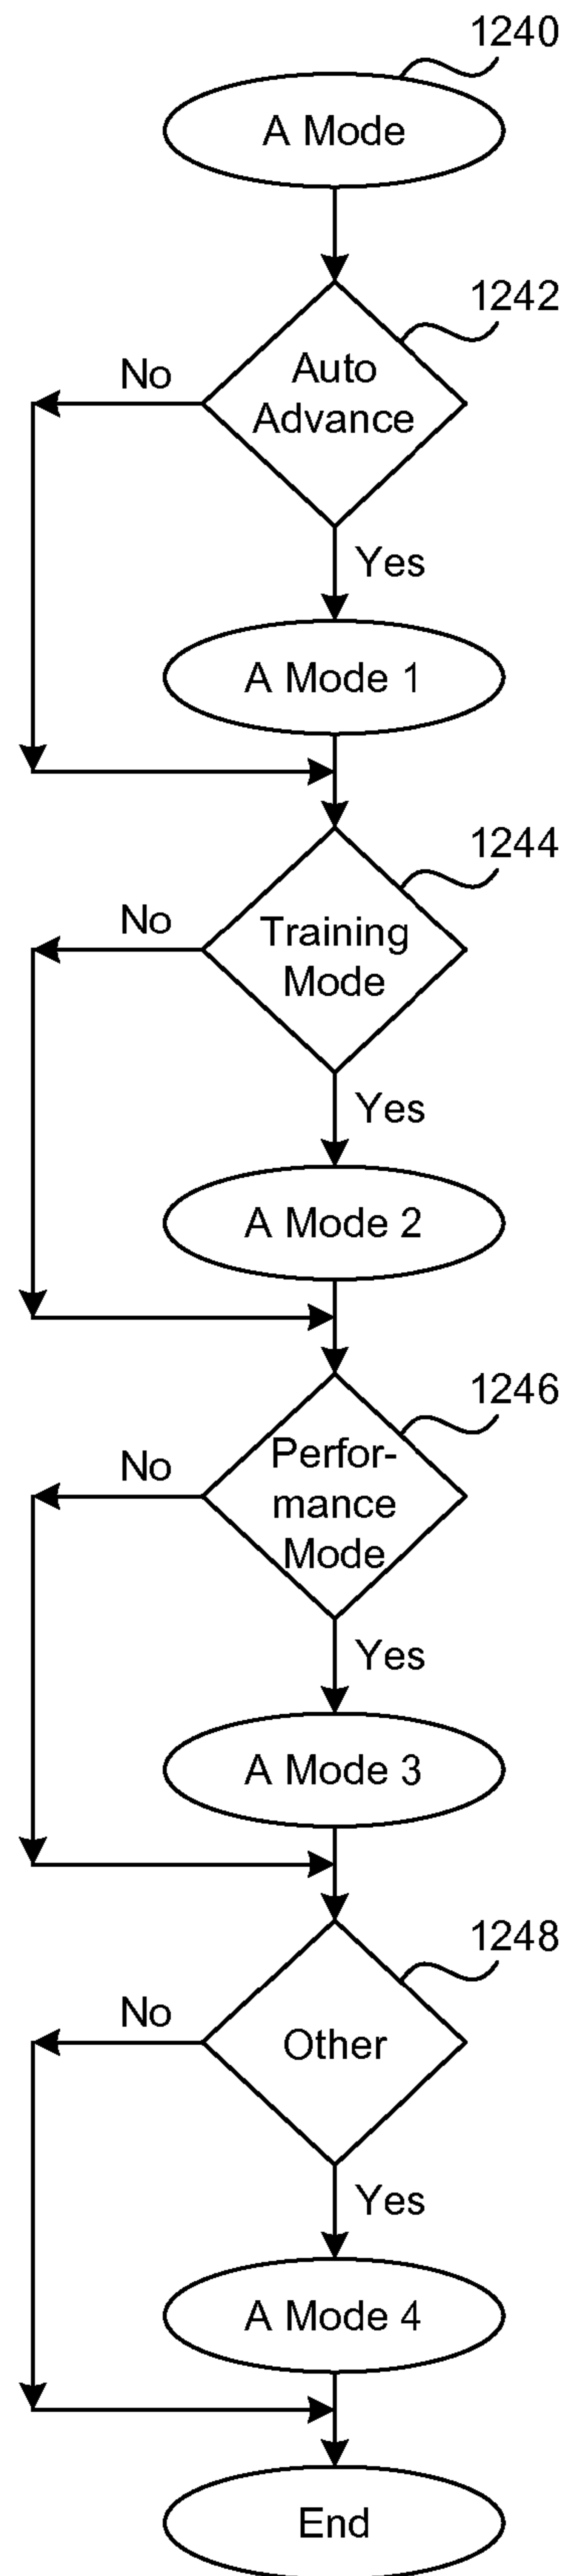 1240
A Mode
1242
Auto
Advance
No
Yes
A Mode 1
1244
Training
Mode
No
Yes
A Mode 2
1246
Perfor-
mance
Mode
No
Yes
A Mode 3
1248
Other
No
Yes
A Mode 4
End